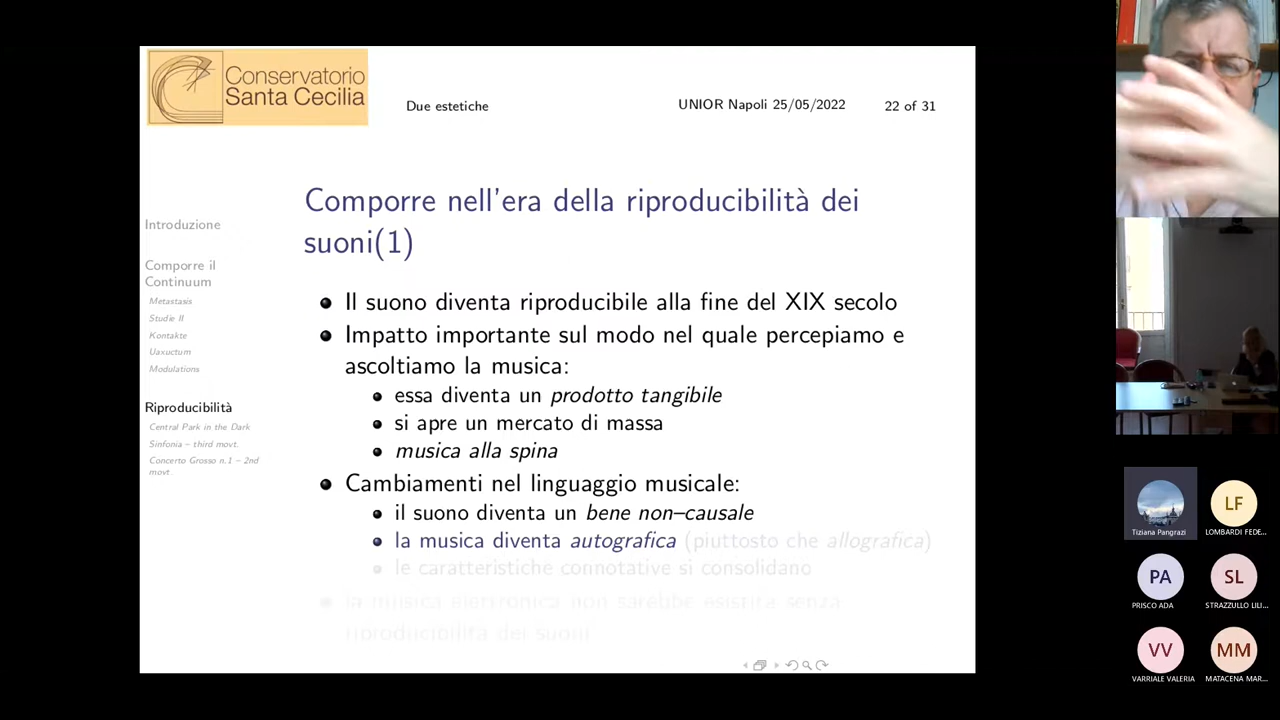 Conservatorio
Santa Cecilia
Due estetiche
UNIOR Napoli 25/05/2022
22 of 31
Introduzione
Comporre il
Continuum
Metastasis
Studie II
Kontakte
Uaxuctum
Modulations
Riproducibilità
Central Park in the Dark
Sinfonia – third movt.
Concerto Grosso n.1 – 2nd
movt.
Comporre nell'era della riproducibilità dei
suoni(1)
Il suono diventa riproducibile alla fine del XIX secolo
Impatto importante sul modo nel quale percepiamo e
ascoltiamo la musica:
essa diventa un prodotto tangibile
si apre un mercato di massa
musica alla spina
Cambiamenti nel linguaggio musicale:
il suono diventa un bene non–causale
la musica diventa autografica (piuttosto che allografica)
le caratteristiche connotative si consolidano
la musica elettronica non sarebbe esistita senza
riproducibilità dei suoni
Tiziana Pangrazi
LF
LOMBARDI FEDE...
PA
PRISCO ADA
SL
STRAZZULLO LILI...
VV
VARRIALE VALERIA
MM
MATACENA MAR...